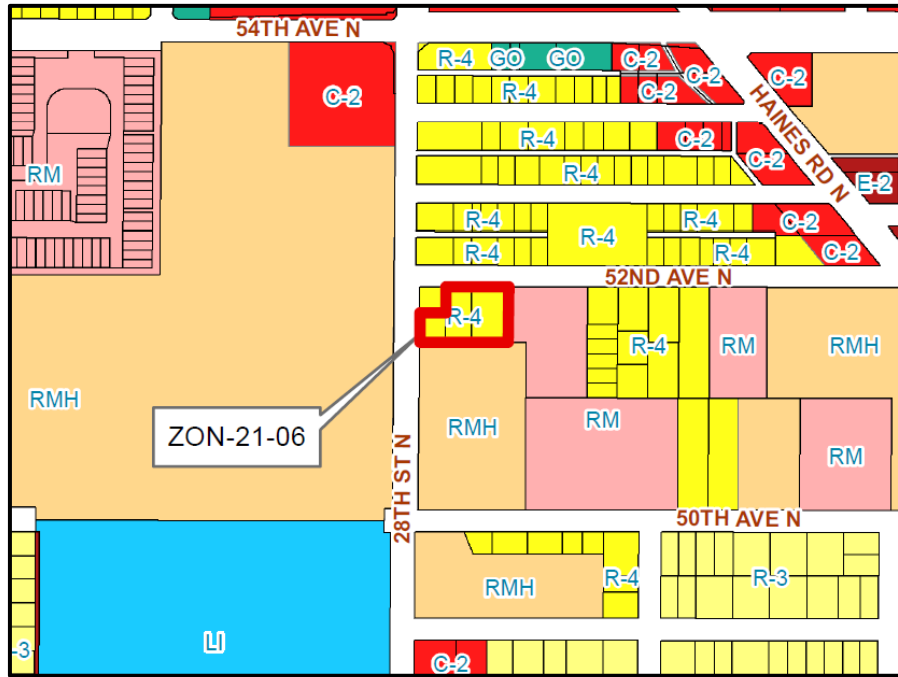 54TH AVE N
R-4
GO
GO
C-2
C-2
C-2
C-2
R-4
C-2
HAINES RD N
RM
R-4
C-2
C-2
R-4
E-2
R-4
R-4
R-4
C-2
R-4
R-4
C-2
52ND AVE N
R-4
R-4
RM
RMH
RMH
ZON-21-06
RMH
RM
RM
28TH ST N
50TH AVE N
RMH
R-4
R-3
-3
LI
C-2